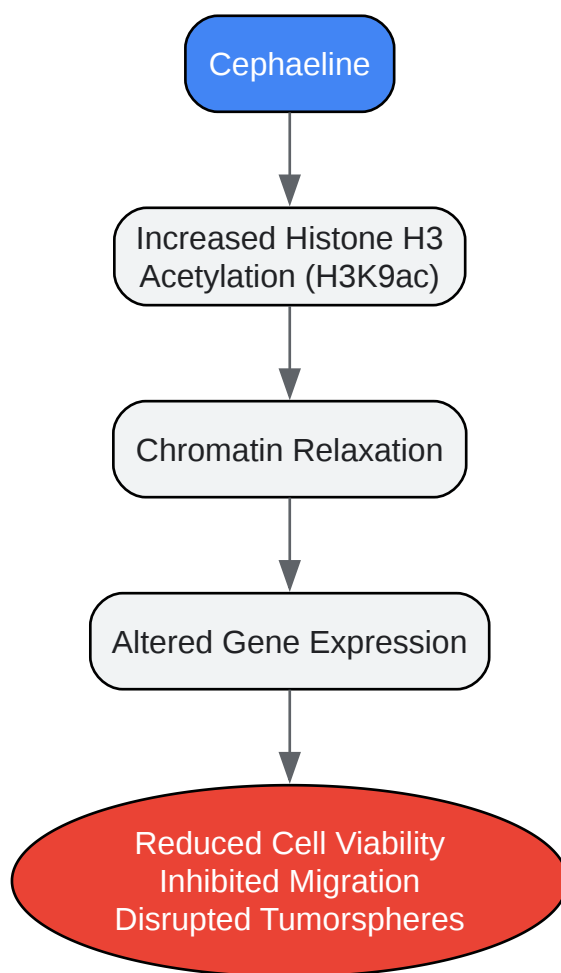 Cephaeline
Increased Histone H3
Acetylation (H3K9ac)
Chromatin Relaxation
Altered Gene Expression
Reduced Cell Viability
Inhibited Migration
Disrupted Tumorspheres